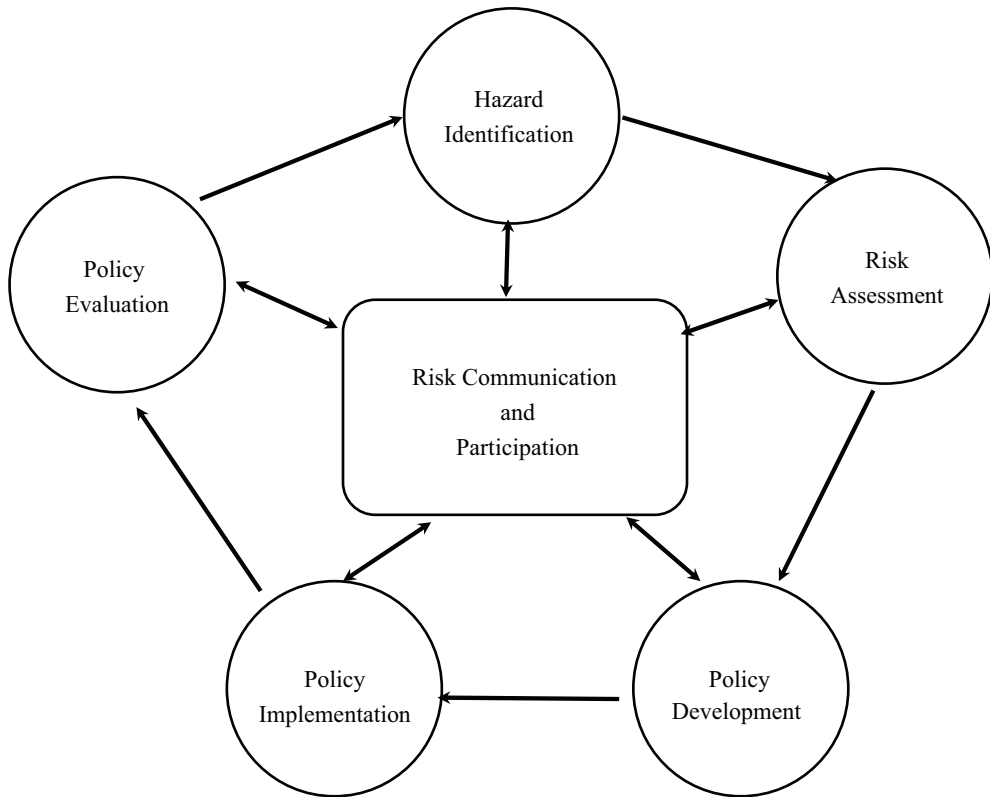 Hazard
Identification
Risk
Assessment
Policy
Evaluation
Risk Communication
and
Participation
Policy
Implementation
Policy
Development